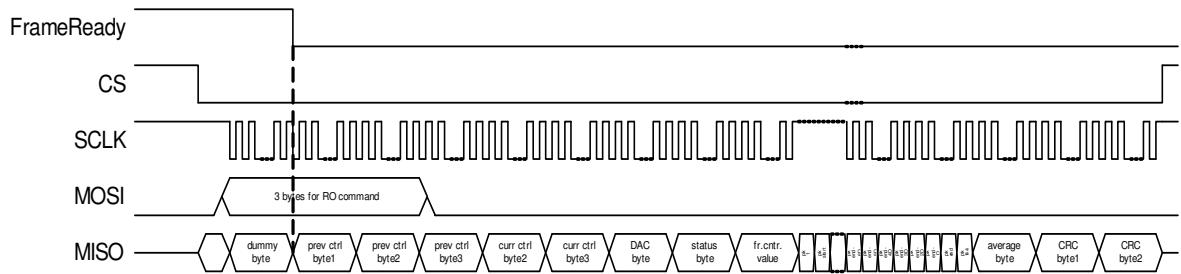 FrameReady
CS
SCLK
MOSI
3 bytes for RO command
MISO
dummy byte
prev ctrl byte1
prev ctrl byte2
prev ctrl byte3
curr ctrl byte2
curr ctrl byte3
DAC byte
status byte
fr.cntr. value
average byte
CRC byte1
CRC byte2